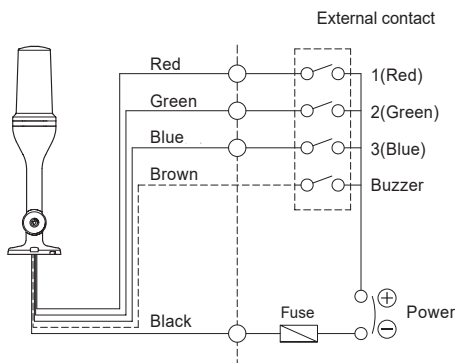 External contact
Red
1(Red)
Green
2(Green)
Blue
3(Blue)
Brown
Buzzer
Black
Fuse
+
Power
−